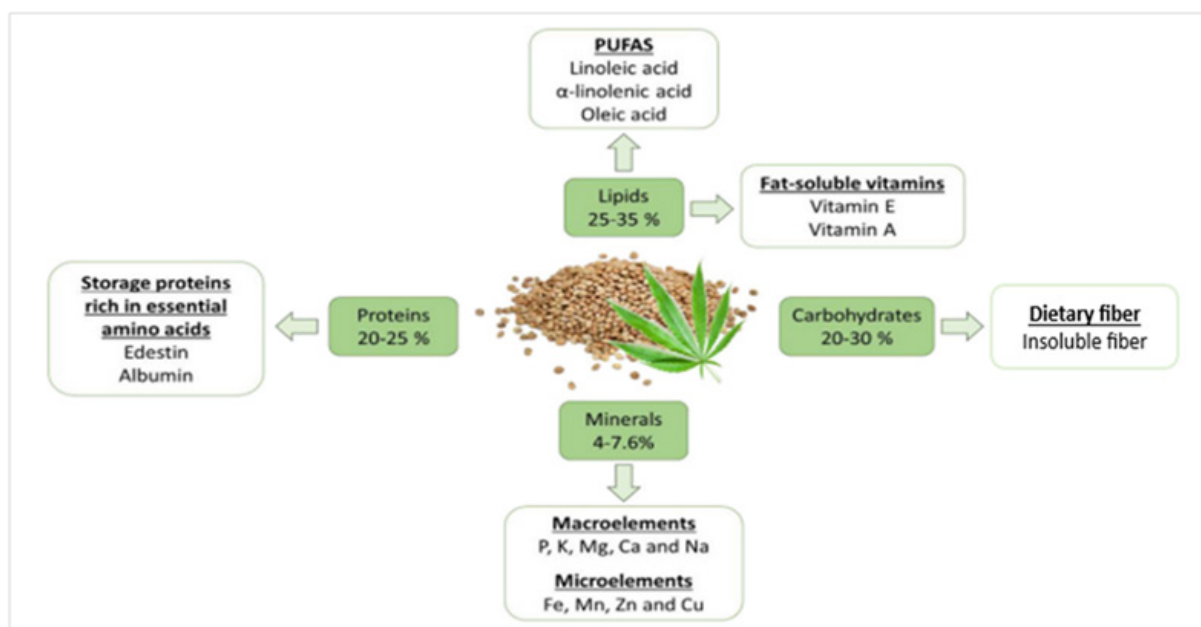 PUFAS
Linoleic acid
α-linolenic acid
Oleic acid
Lipids
25-35 %
Fat-soluble vitamins
Vitamin E
Vitamin A
Storage proteins
rich in essential
amino acids
Edestin
Albumin
Proteins
20-25 %
Carbohydrates
20-30 %
Dietary fiber
Insoluble fiber
Minerals
4-7.6%
Macroelements
P, K, Mg, Ca and Na
Microelements
Fe, Mn, Zn and Cu